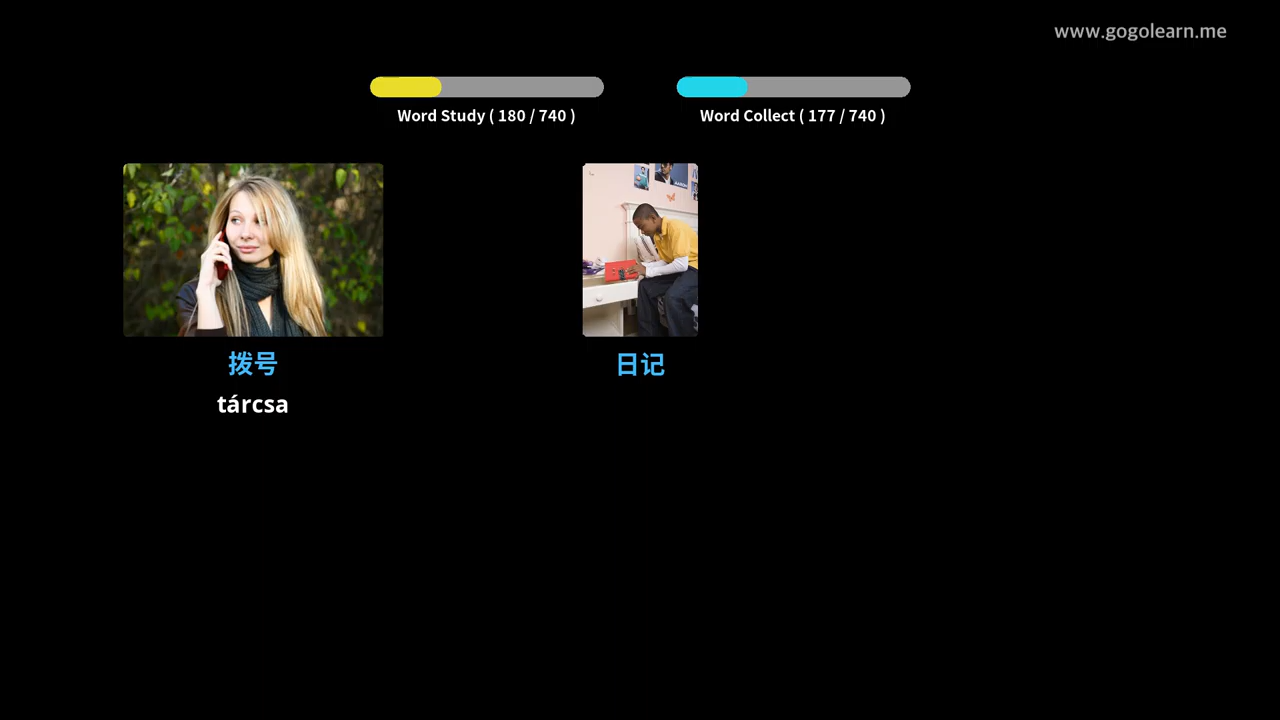 www.gogolearn.me
Word Study ( 180 / 740 )
Word Collect ( 177 / 740 )
拨号
日记
tárcsa